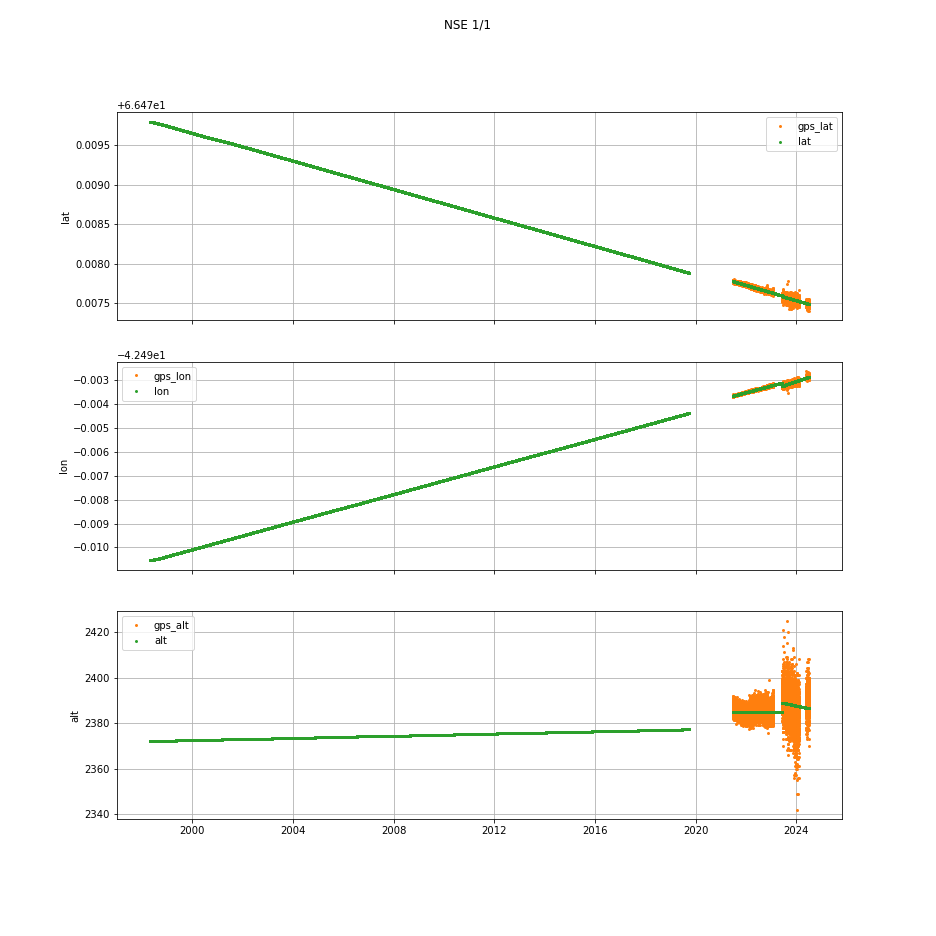 NSE 1/1
+6.647e1
gps_lat
lat
0.0095
0.0090
0.0085
0.0080
0.0075
lat
−4.249e1
gps_lon
lon
−0.003
−0.004
−0.005
−0.006
−0.007
−0.008
−0.009
−0.010
lon
gps_alt
alt
2420
2400
2380
2360
2340
alt
2000 2004 2008 2012 2016 2020 2024